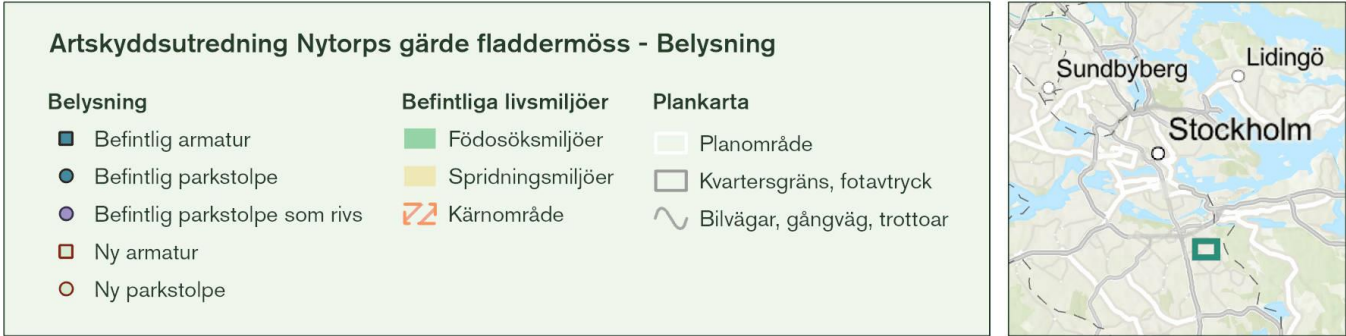 Artskyddsutredning Nytorps gärde fladdermöss - Belysning
Belysning
Befintlig armatur
Befintlig parkstolpe
Befintlig parkstolpe som rivs
Ny armatur
Ny parkstolpe
Befintliga livsmiljöer
Födosöksmiljöer
Spridningsmiljöer
Kärnområde
Plankarta
Planområde
Kvartersgräns, fotavtryck
Bilvägar, gångväg, trottoar
Lidingö
Sundbyberg
Stockholm